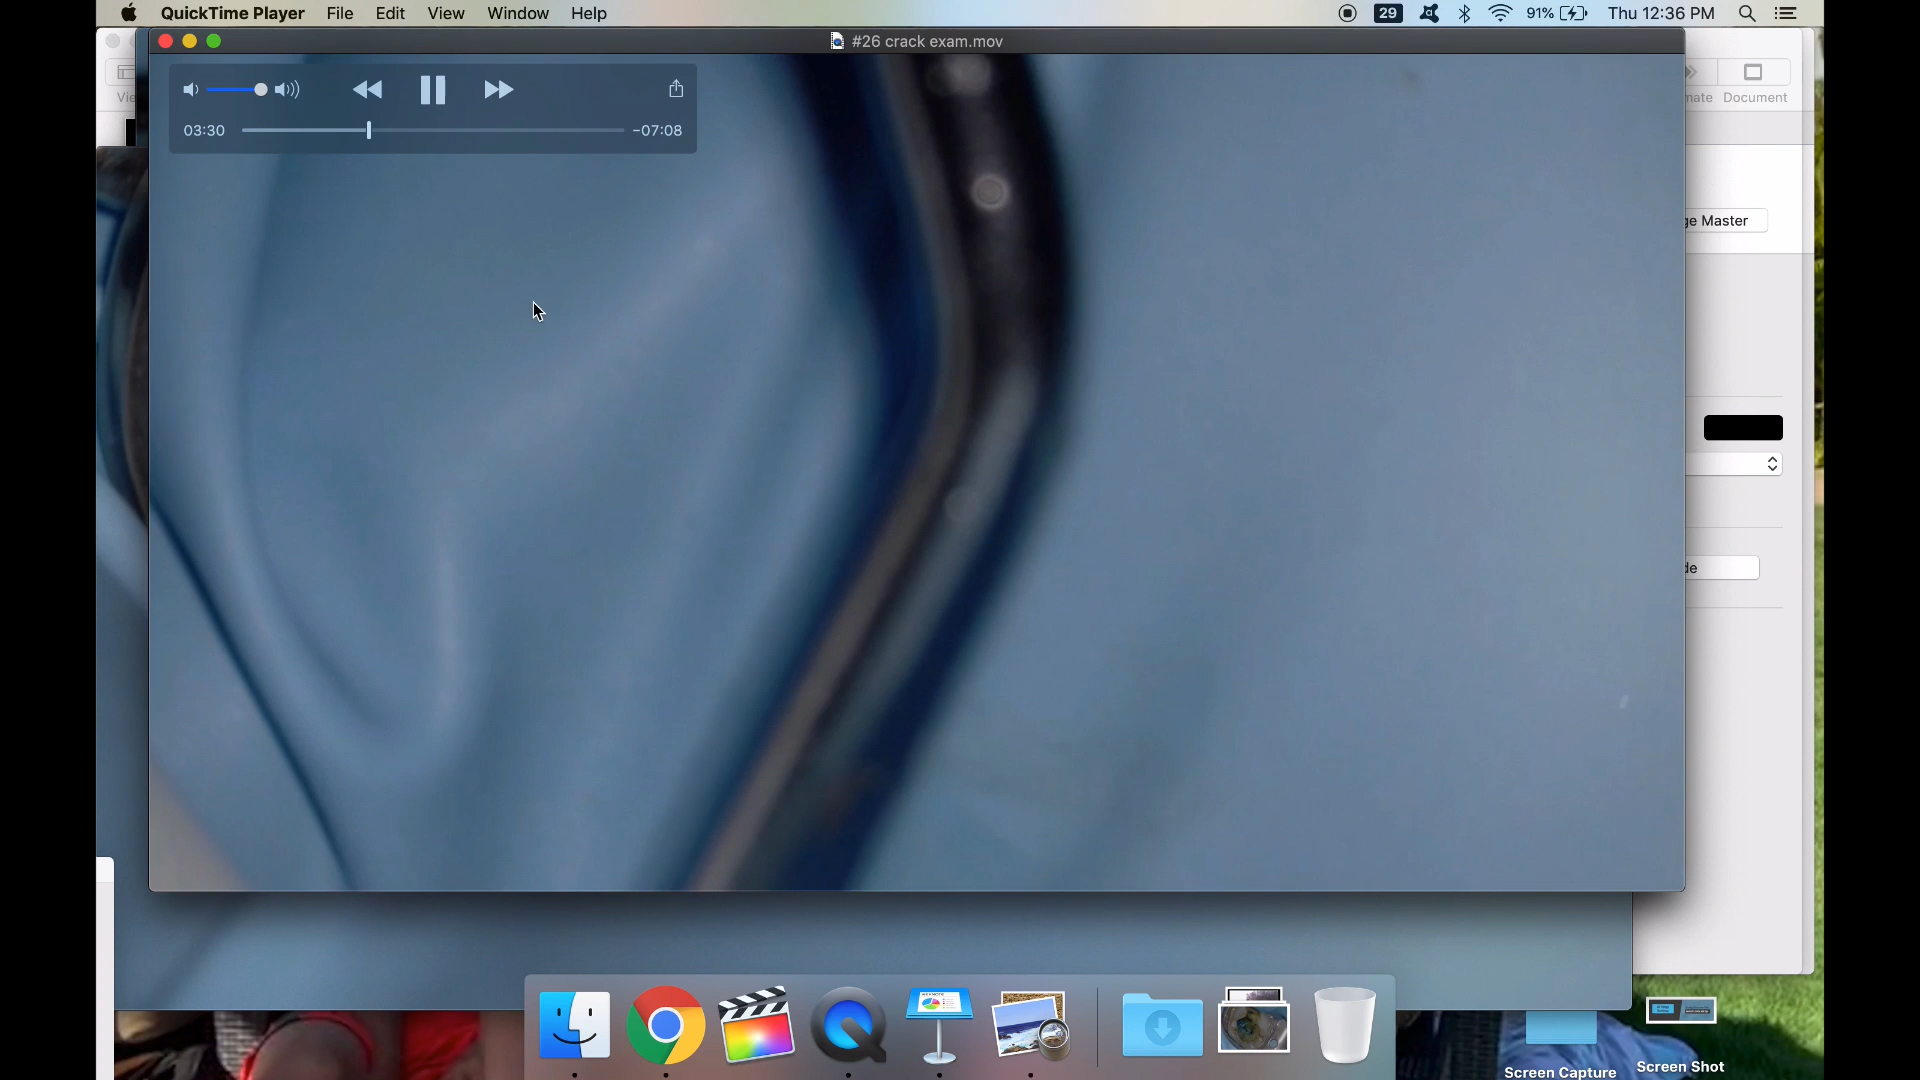 QuickTime Player File Edit View Window Help
29 91% Thu 12:36 PM
#26 crack exam.mov
03:30 -07:08
Document
Master
Screen Capture
Screen Shot